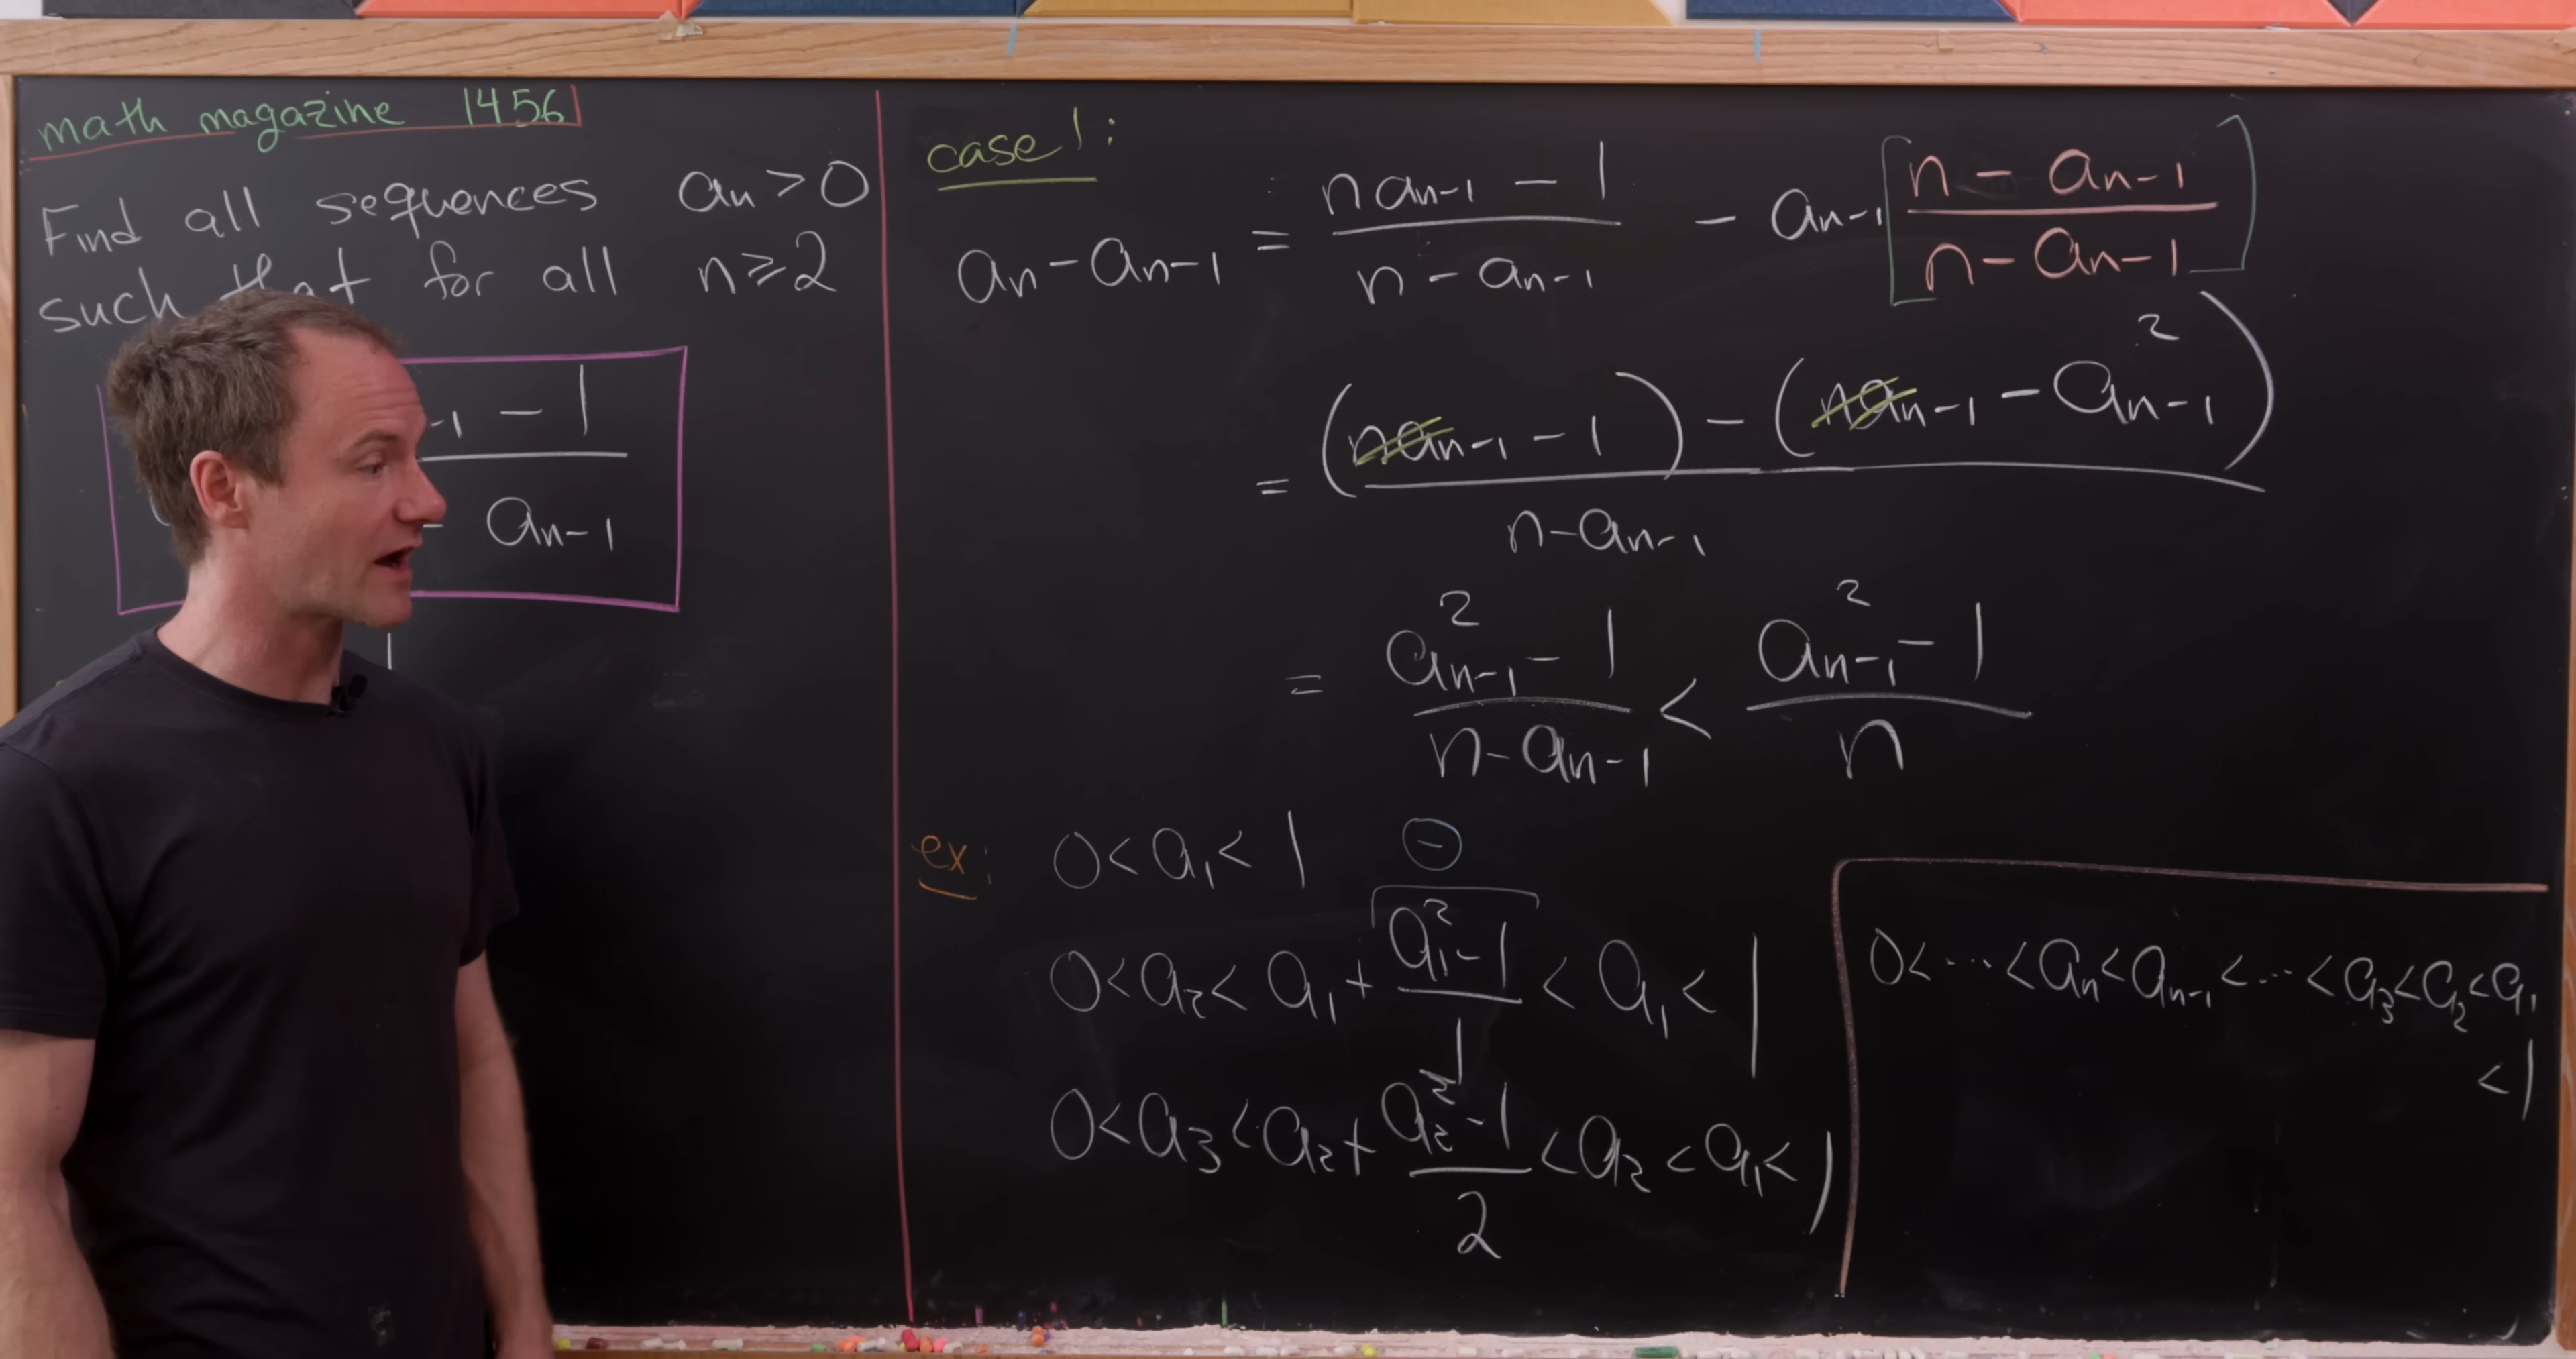 math magazine 1456
Find all sequences aₙ > 0
such that for all n ≥ 2
₋₁ − 1
− aₙ₋₁
case 1:
aₙ − aₙ₋₁ = (naₙ₋₁ − 1)/(n − aₙ₋₁) − aₙ₋₁[(n − aₙ₋₁)/(n − aₙ₋₁)]
= ((naₙ₋₁ − 1) − (naₙ₋₁ − aₙ₋₁²))/(n − aₙ₋₁)
= (aₙ₋₁² − 1)/(n − aₙ₋₁) < (aₙ₋₁² − 1)/n
ex: 0 < a₁ < 1 ⊖
0 < a₂ < a₁ + (a₁² − 1)/1 < a₁ < 1
0 < a₃ < a₂ + (a₂² − 1)/2 < a₂ < a₁ < 1
0 < ⋯ < aₙ < aₙ₋₁ < ⋯ < a₃ < a₂ < a₁
< 1